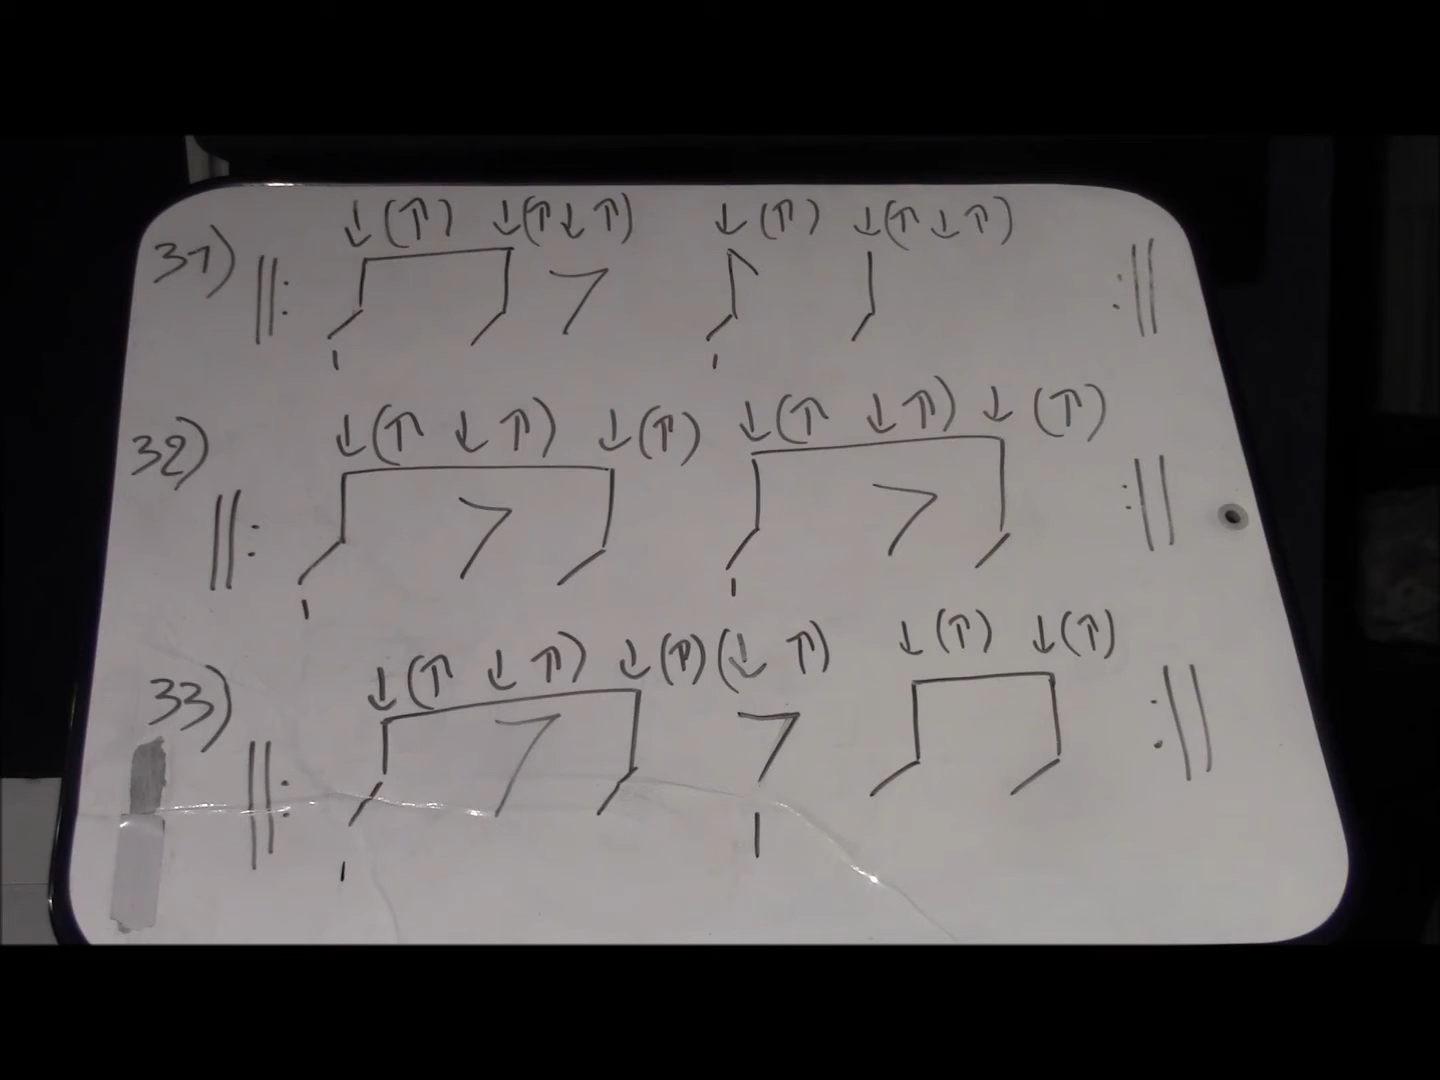 31) ‖: ↓(↑) ↓(↑↓↑) ↓(↑) ↓(↑↓↑) :‖
32) ‖: ↓(↑↓↑) ↓(↑) ↓(↑↓↑) ↓(↑) :‖
33) ‖: ↓(↑↓↑) ↓(↑)(↓↑) ↓(↑) ↓(↑) :‖